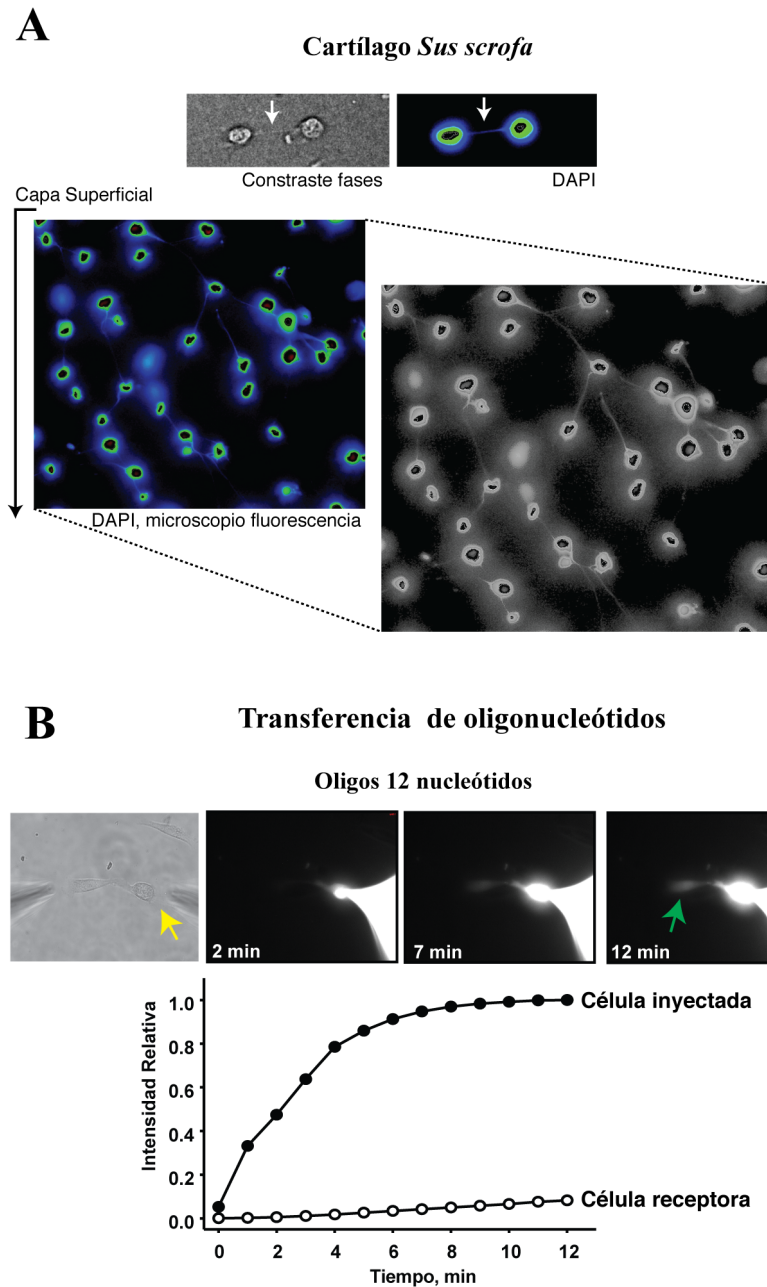 A
Cartílago Sus scrofa
Constraste fases
DAPI
Capa Superficial
DAPI, microscopio fluorescencia
B
Transferencia de oligonucleótidos
Oligos 12 nucleótidos
2 min
7 min
12 min
Intensidad Relativa
1.0
0.8
0.6
0.4
0.2
0.0
Célula inyectada
Célula receptora
0 2 4 6 8 10 12
Tiempo, min